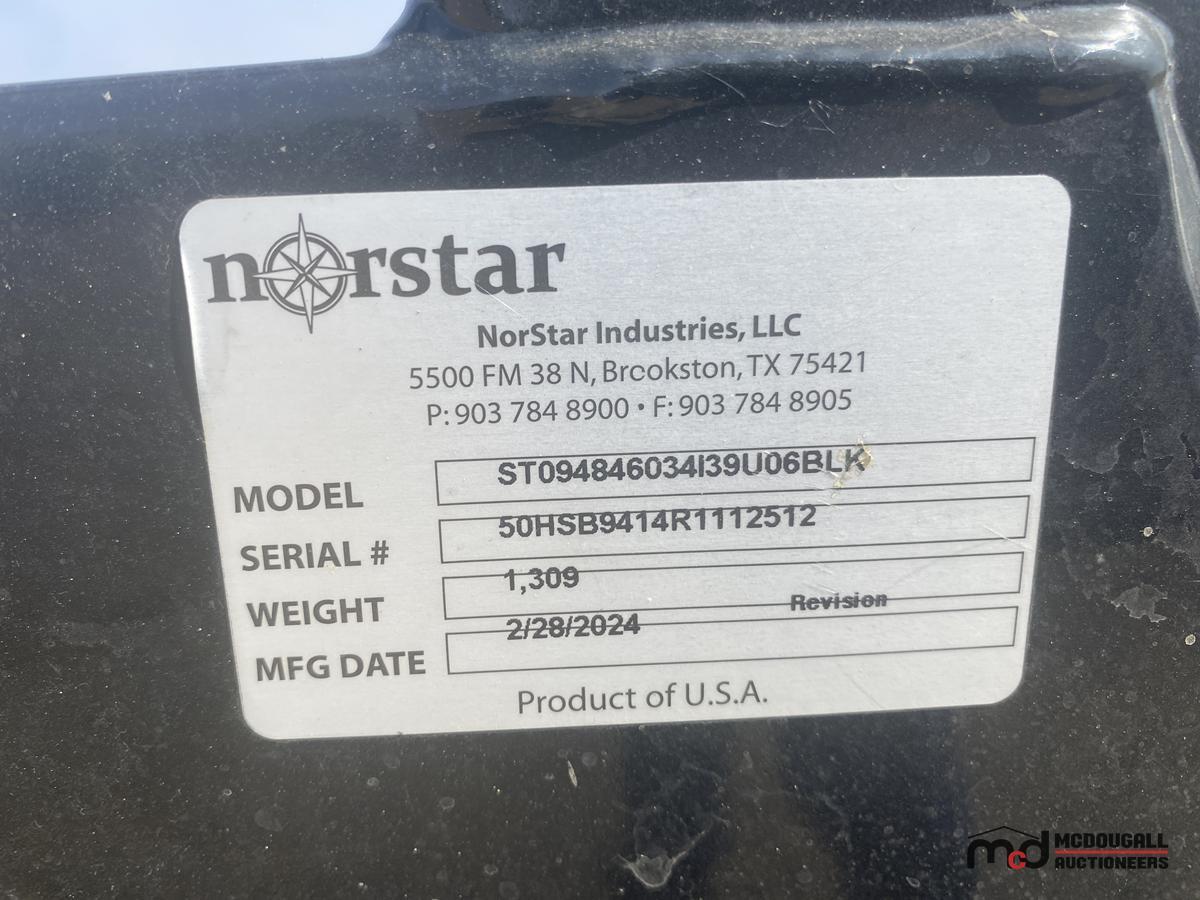 norstar
NorStar Industries, LLC
5500 FM 38 N, Brookston, TX 75421
P: 903 784 8900 • F: 903 784 8905
MODEL ST094846034I39U06BLK
SERIAL # 50HSB9414R1112512
WEIGHT 1,309
Revision
MFG DATE 2/28/2024
Product of U.S.A.
mcd MCDOUGALL
AUCTIONEERS